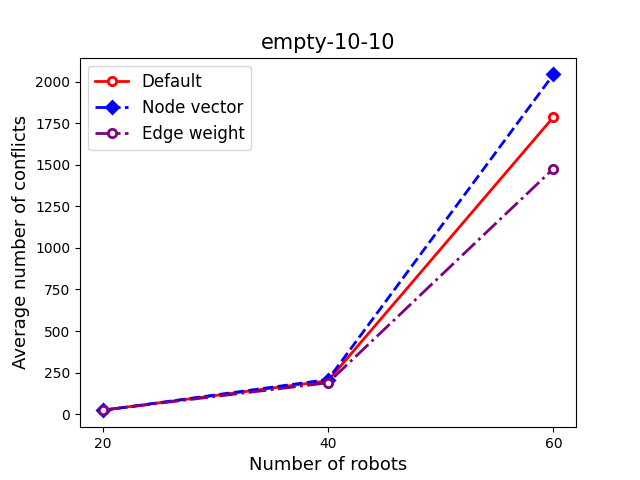 empty-10-10
Default
Node vector
Edge weight
Average number of conflicts
2000
1750
1500
1250
1000
750
500
250
0
20
40
60
Number of robots